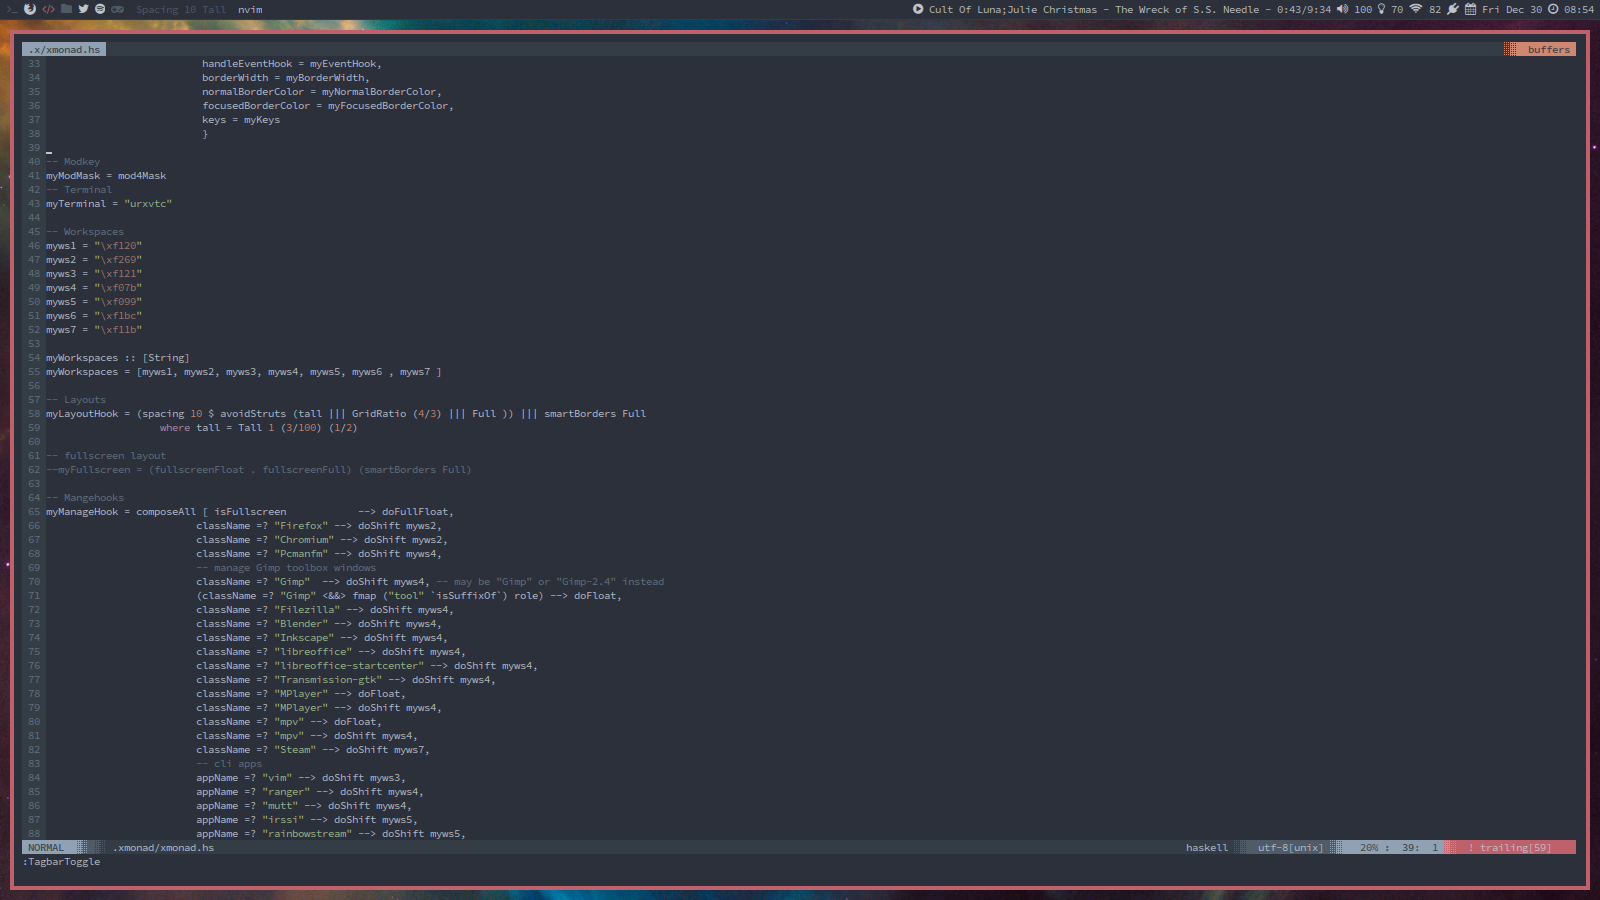 >_ </> Spacing 10 Tall nvim Cult Of Luna;Julie Christmas - The Wreck of S.S. Needle - 0:43/9:34 100 70 82 Fri Dec 30 08:54
.x/xmonad.hs buffers
33 handleEventHook = myEventHook,
34 borderWidth = myBorderWidth,
35 normalBorderColor = myNormalBorderColor,
36 focusedBorderColor = myFocusedBorderColor,
37 keys = myKeys
38 }
39
40 -- Modkey
41 myModMask = mod4Mask
42 -- Terminal
43 myTerminal = "urxvtc"
44
45 -- Workspaces
46 myws1 = "\xf120"
47 myws2 = "\xf269"
48 myws3 = "\xf121"
49 myws4 = "\xf07b"
50 myws5 = "\xf099"
51 myws6 = "\xf1bc"
52 myws7 = "\xf11b"
53
54 myWorkspaces :: [String]
55 myWorkspaces = [myws1, myws2, myws3, myws4, myws5, myws6 , myws7 ]
56
57 -- Layouts
58 myLayoutHook = (spacing 10 $ avoidStruts (tall ||| GridRatio (4/3) ||| Full )) ||| smartBorders Full
59 where tall = Tall 1 (3/100) (1/2)
60
61 -- fullscreen layout
62 --myFullscreen = (fullscreenFloat . fullscreenFull) (smartBorders Full)
63
64 -- Mangehooks
65 myManageHook = composeAll [ isFullscreen --> doFullFloat,
66 className =? "Firefox" --> doShift myws2,
67 className =? "Chromium" --> doShift myws2,
68 className =? "Pcmanfm" --> doShift myws4,
69 -- manage Gimp toolbox windows
70 className =? "Gimp" --> doShift myws4, -- may be "Gimp" or "Gimp-2.4" instead
71 (className =? "Gimp" <&&> fmap ("tool" `isSuffixOf`) role) --> doFloat,
72 className =? "Filezilla" --> doShift myws4,
73 className =? "Blender" --> doShift myws4,
74 className =? "Inkscape" --> doShift myws4,
75 className =? "libreoffice" --> doShift myws4,
76 className =? "libreoffice-startcenter" --> doShift myws4,
77 className =? "Transmission-gtk" --> doShift myws4,
78 className =? "MPlayer" --> doFloat,
79 className =? "MPlayer" --> doShift myws4,
80 className =? "mpv" --> doFloat,
81 className =? "mpv" --> doShift myws4,
82 className =? "Steam" --> doShift myws7,
83 -- cli apps
84 appName =? "vim" --> doShift myws3,
85 appName =? "ranger" --> doShift myws4,
86 appName =? "mutt" --> doShift myws4,
87 appName =? "irssi" --> doShift myws5,
88 appName =? "rainbowstream" --> doShift myws5,
NORMAL .xmonad/xmonad.hs haskell utf-8[unix] 20% : 39: 1 ! trailing[59]
:TagbarToggle